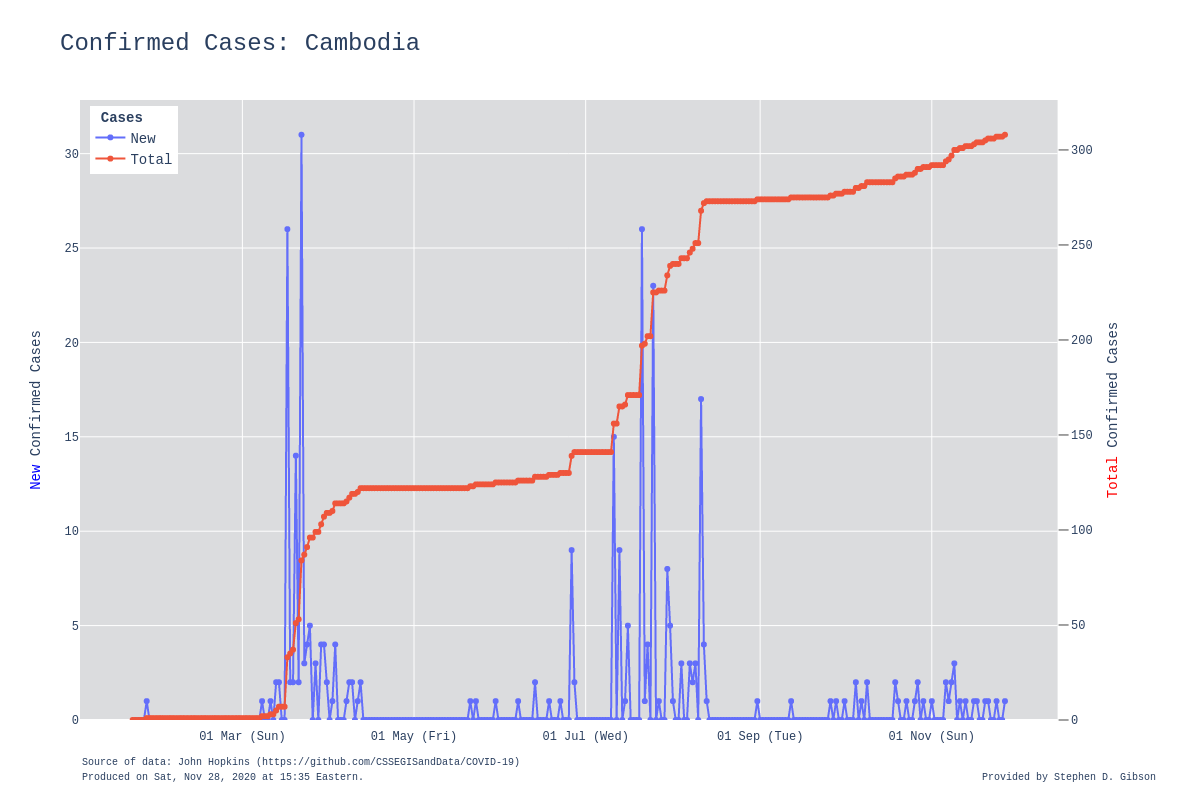 Confirmed Cases: Cambodia
Cases
New
Total
30
25
20
15
10
5
0
New Confirmed Cases
300
250
200
150
100
50
0
Total Confirmed Cases
01 Mar (Sun)
01 May (Fri)
01 Jul (Wed)
01 Sep (Tue)
01 Nov (Sun)
Source of data: John Hopkins (https://github.com/CSSEGISandData/COVID-19)
Produced on Sat, Nov 28, 2020 at 15:35 Eastern.
Provided by Stephen D. Gibson